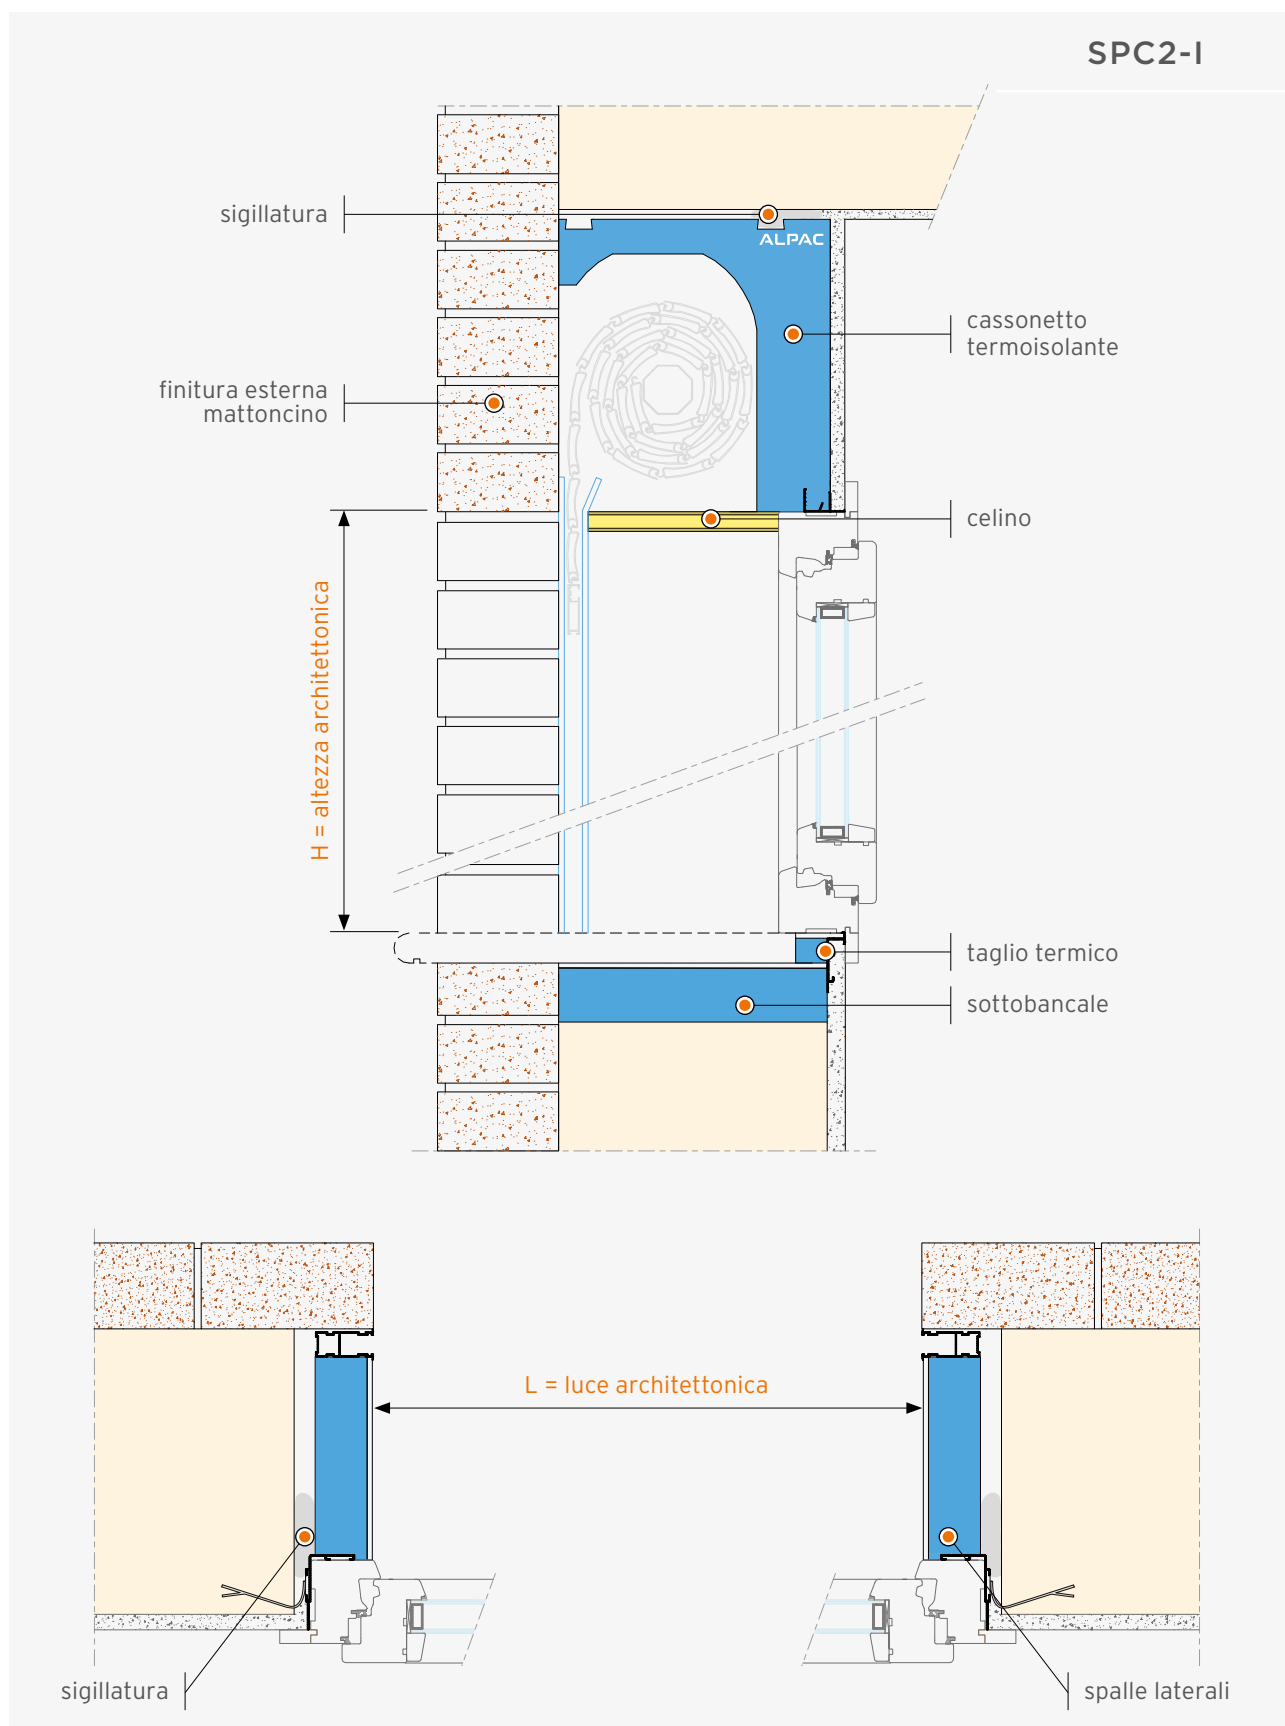 SPC2-I
sigillatura
ALPAC
cassonetto
termoisolante
finitura esterna
mattoncino
celino
H = altezza architettonica
taglio termico
sottobancale
L = luce architettonica
sigillatura
spalle laterali